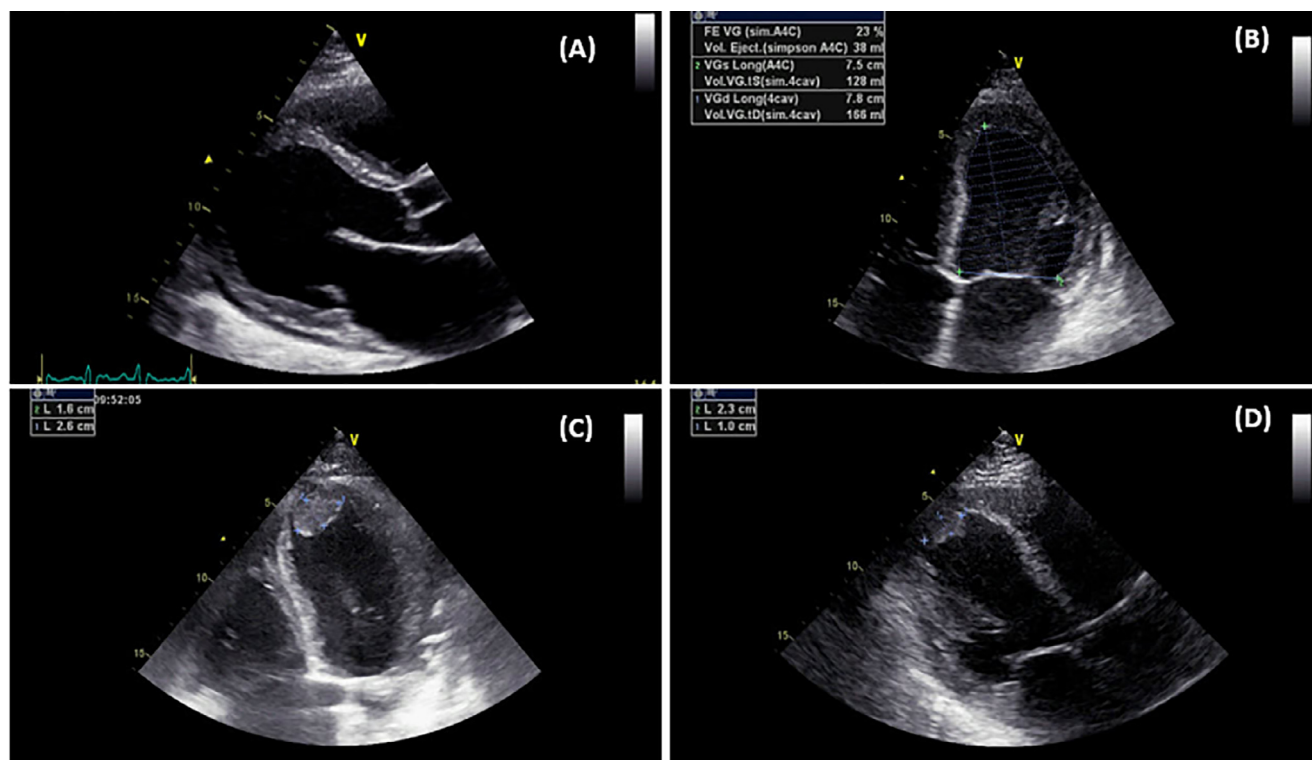 (A)
V
5
10
15
(B)
FE VG (sim.A4C) 23 %
Vol. Eject.(simpson A4C) 38 ml
2 VGs Long(A4C) 7.5 cm
Vol.VG.tS(sim.4cav) 128 ml
1 VGd Long(4cav) 7.8 cm
Vol.VG.tD(sim.4cav) 166 ml
V
5
10
15
2
(C)
09:52:05
2 L 1.6 cm
1 L 2.6 cm
V
5
10
15
(D)
2 L 2.3 cm
1 L 1.0 cm
V
5
10
15